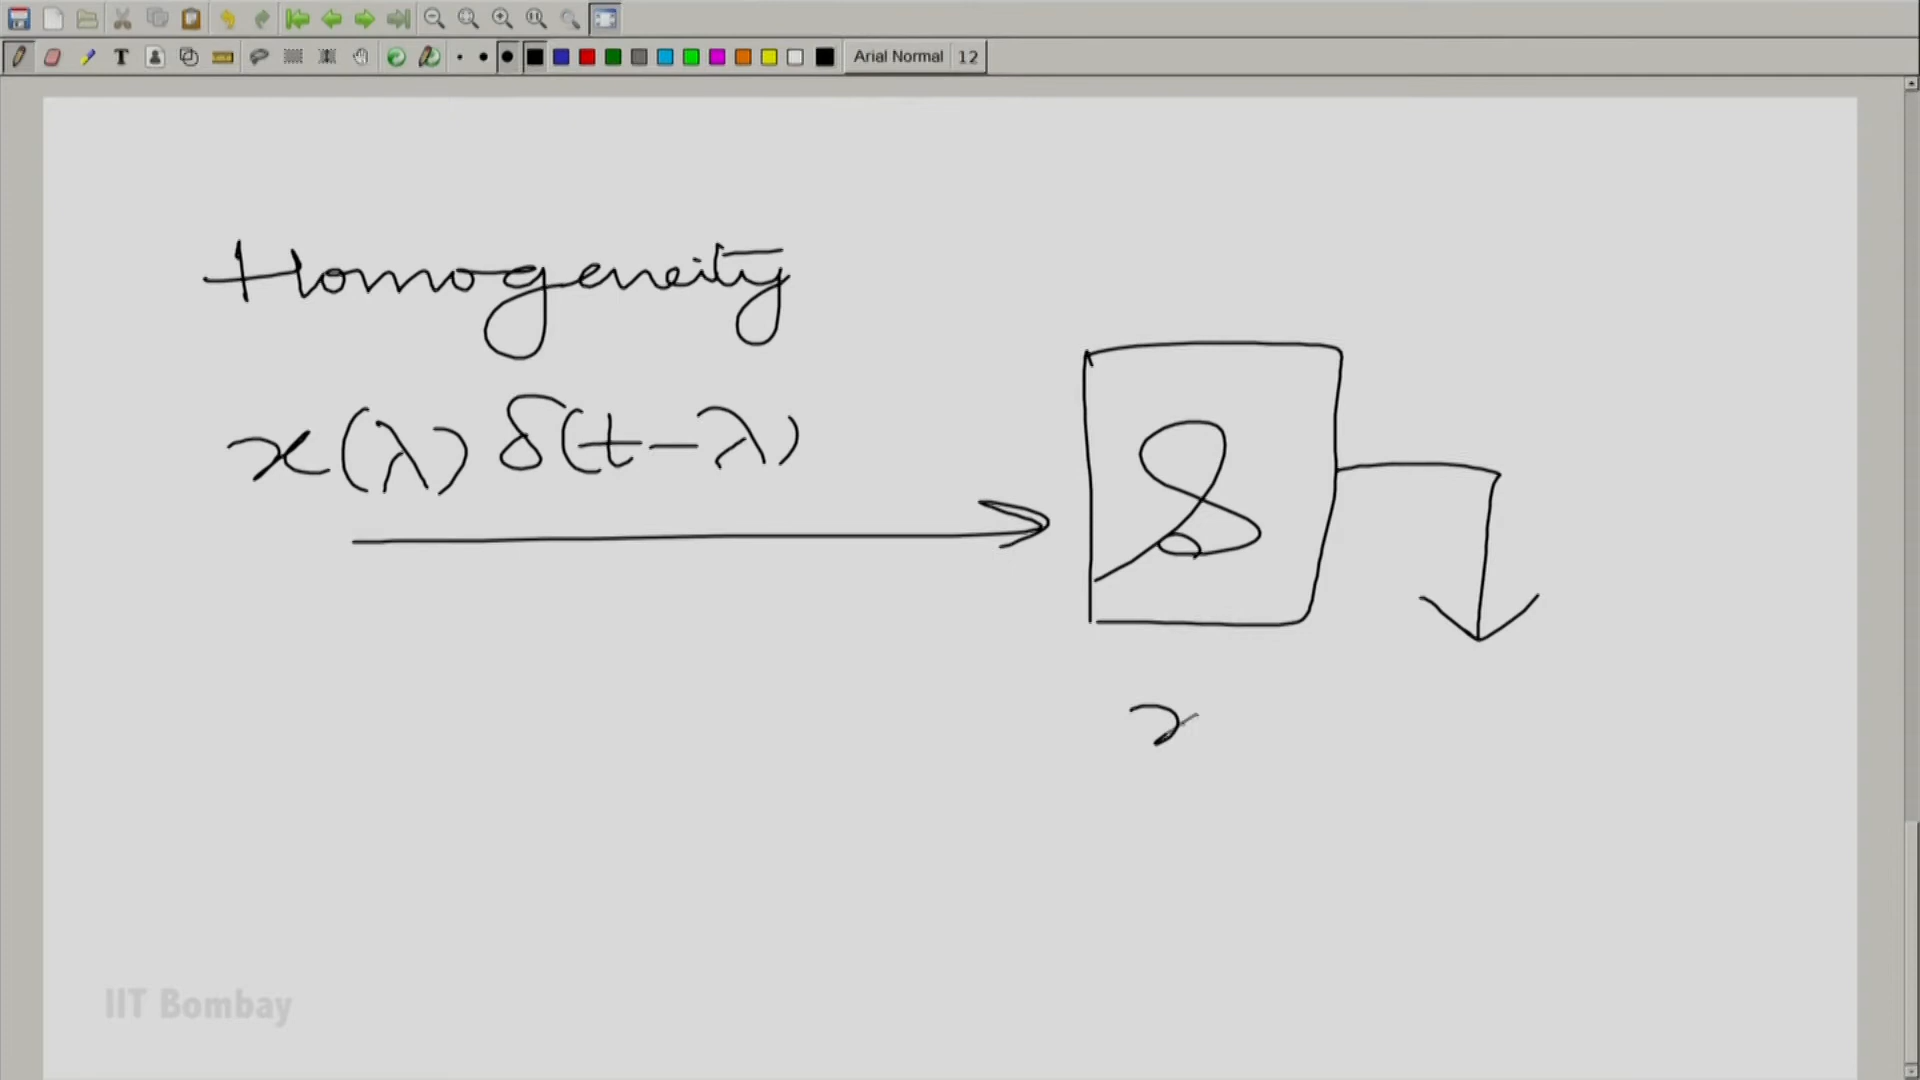 Arial Normal 12
Homogeneity
x(λ) δ(t-λ)
S
x
IIT Bombay